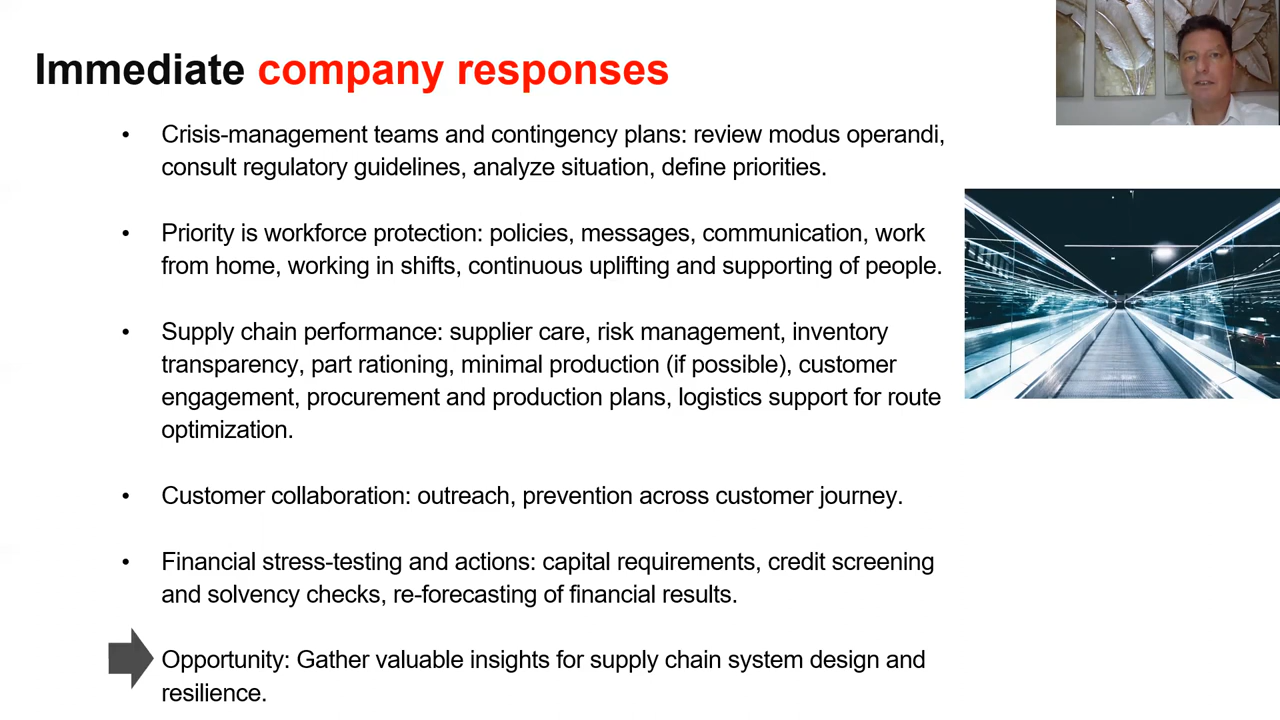 Immediate company responses
• Crisis-management teams and contingency plans: review modus operandi,
consult regulatory guidelines, analyze situation, define priorities.
• Priority is workforce protection: policies, messages, communication, work
from home, working in shifts, continuous uplifting and supporting of people.
• Supply chain performance: supplier care, risk management, inventory
transparency, part rationing, minimal production (if possible), customer
engagement, procurement and production plans, logistics support for route
optimization.
• Customer collaboration: outreach, prevention across customer journey.
• Financial stress-testing and actions: capital requirements, credit screening
and solvency checks, re-forecasting of financial results.
Opportunity: Gather valuable insights for supply chain system design and
resilience.